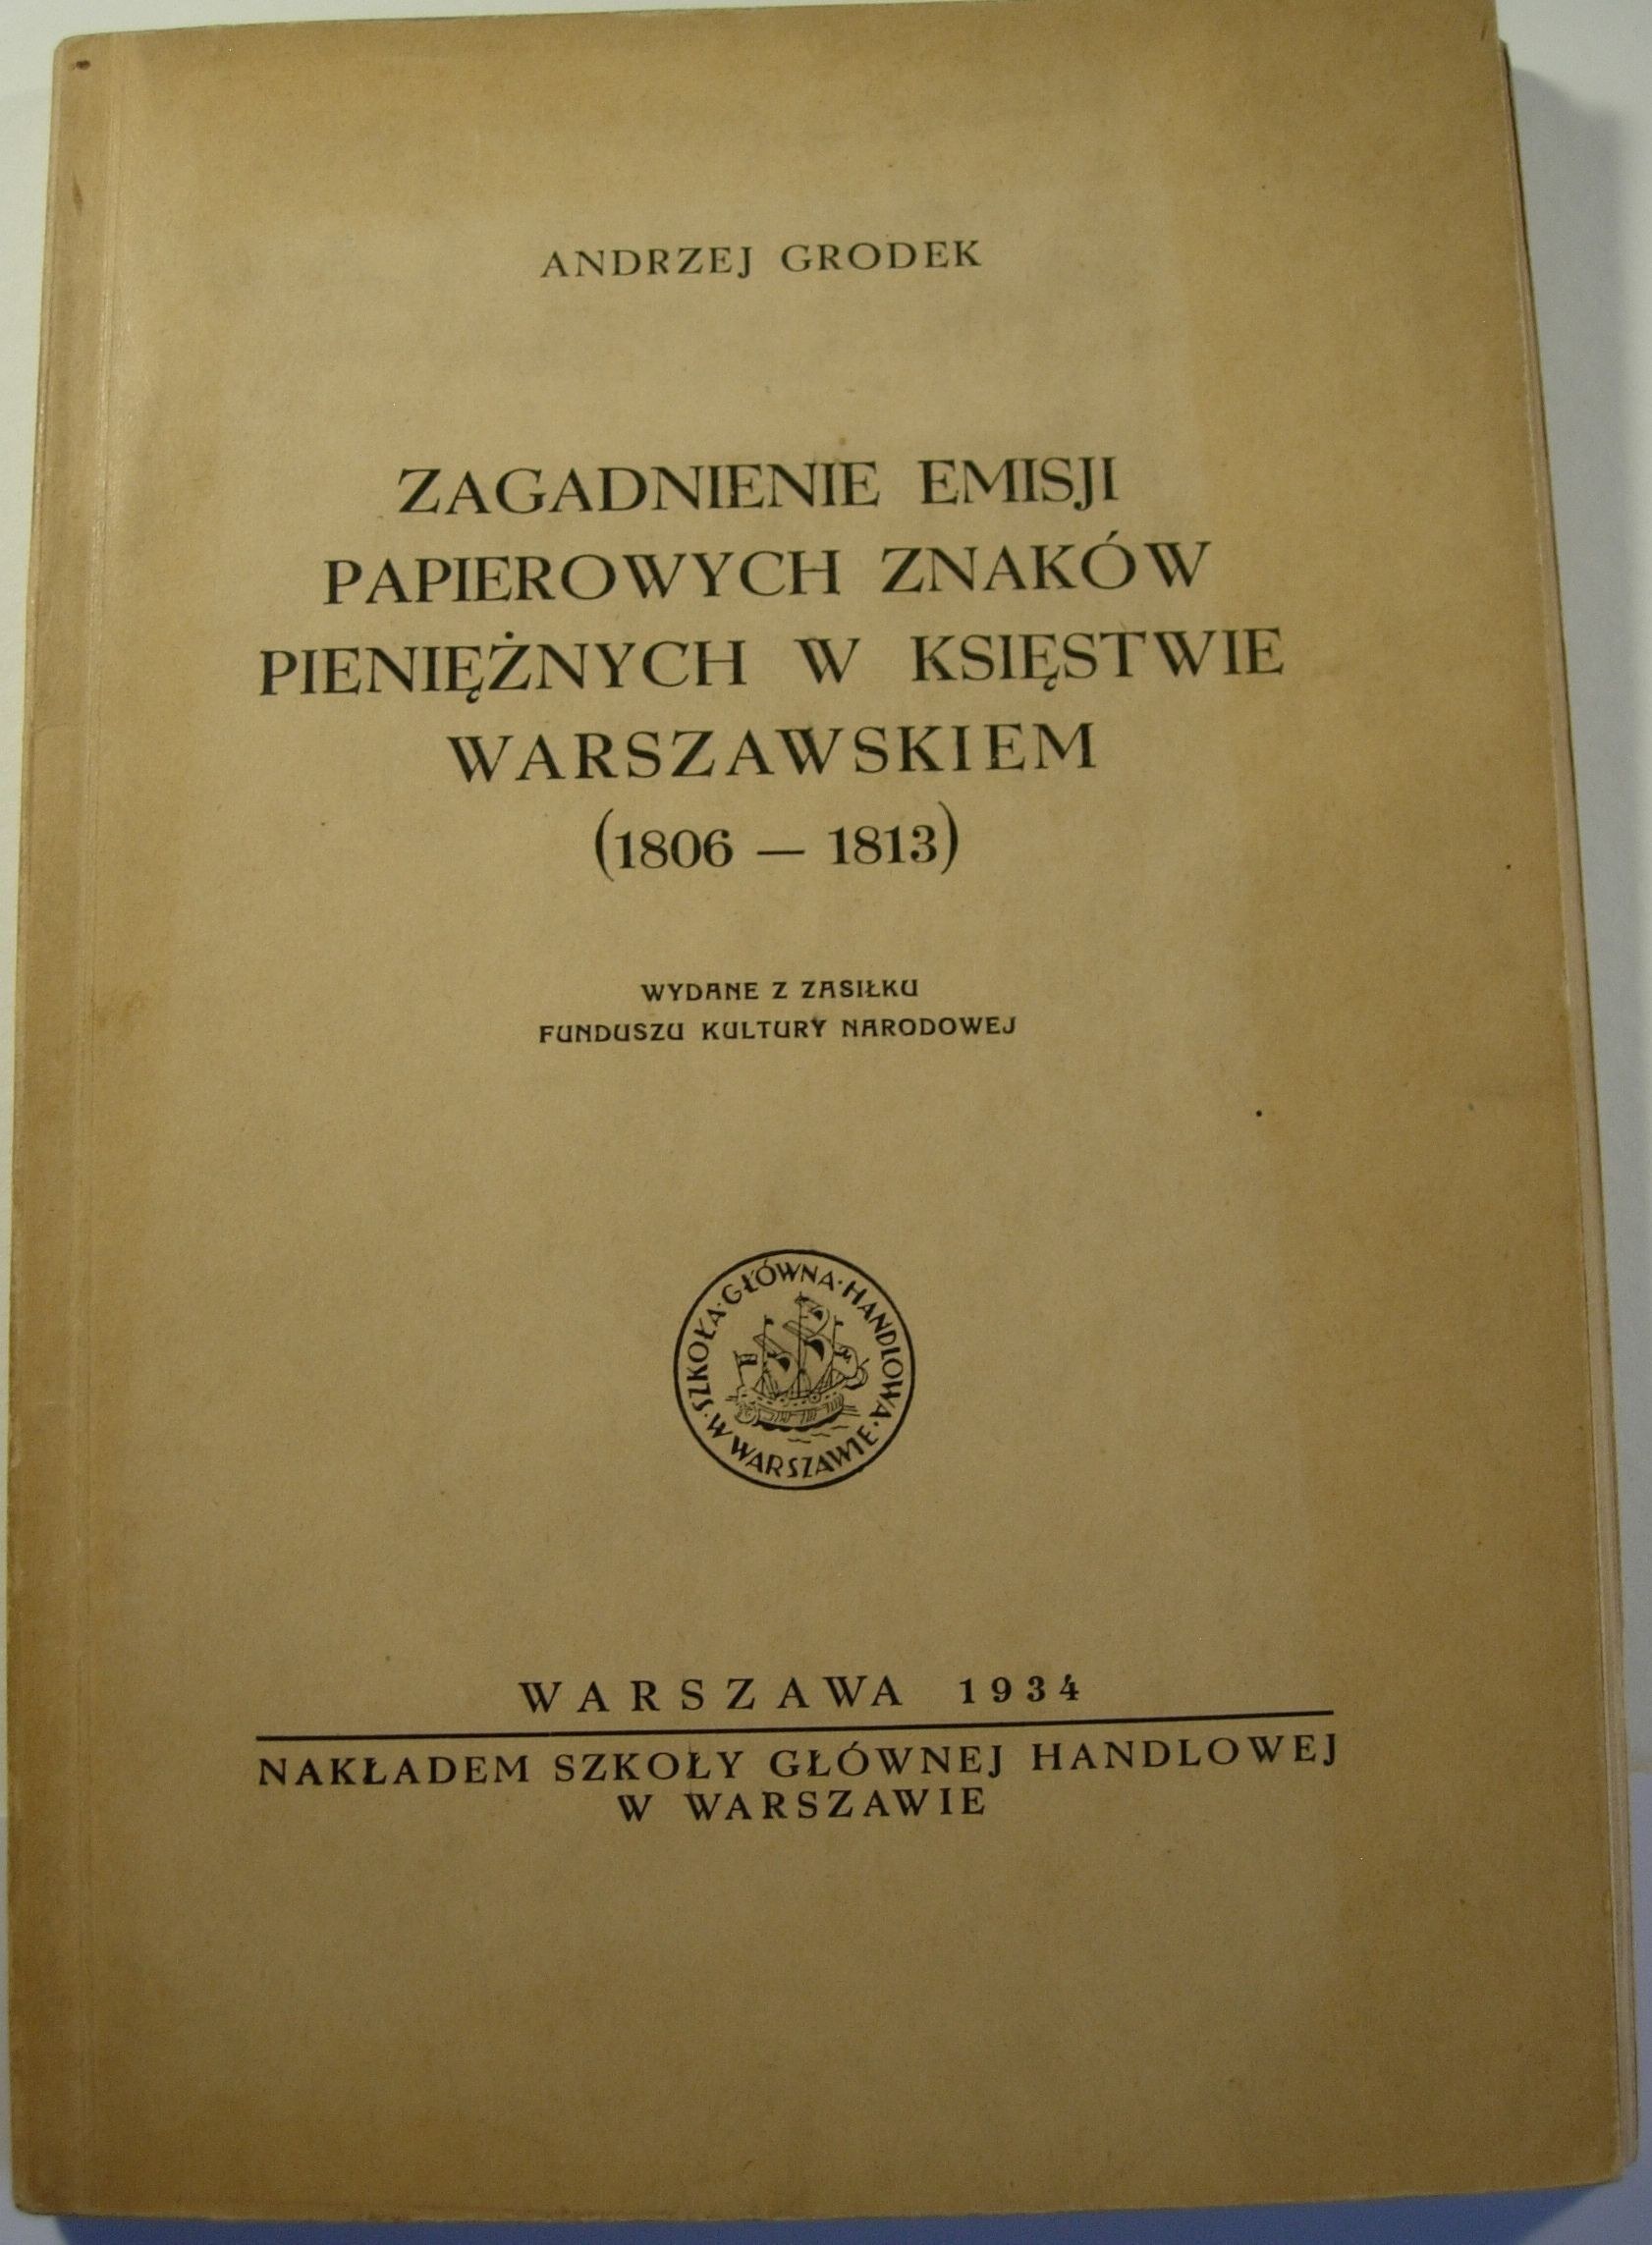 ANDRZEJ GRODEK
ZAGADNIENIE EMISJI
PAPIEROWYCH ZNAKÓW
PIENIĘŻNYCH W KSIĘSTWIE
WARSZAWSKIEM
(1806 — 1813)
WYDANE Z ZASIŁKU
FUNDUSZU KULTURY NARODOWEJ
SZKOŁA·GŁÓWNA·HANDLOWA·W WARSZAWIE·
WARSZAWA 1934
NAKŁADEM SZKOŁY GŁÓWNEJ HANDLOWEJ
W WARSZAWIE